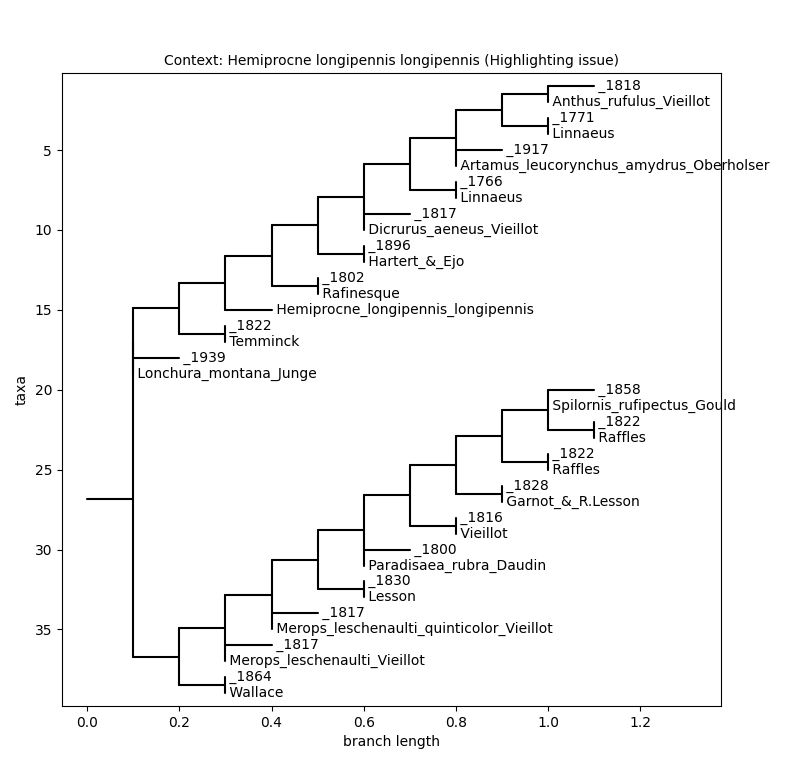 Context: Hemiprocne longipennis longipennis (Highlighting issue)
_1818
Anthus_rufulus_Vieillot
_1771
Linnaeus
5
_1917
Artamus_leucorynchus_amydrus_Oberholser
_1766
Linnaeus
_1817
10
Dicrurus_aeneus_Vieillot
_1896
Hartert_&_Ejo
_1802
Rafinesque
15
Hemiprocne_longipennis_longipennis
_1822
Temminck
_1939
Lonchura_montana_Junge
20
_1858
Spilornis_rufipectus_Gould
_1822
Raffles
_1822
25
Raffles
_1828
Garnot_&_R.Lesson
_1816
Vieillot
30
_1800
Paradisaea_rubra_Daudin
_1830
Lesson
_1817
35
Merops_leschenaulti_quinticolor_Vieillot
_1817
Merops_leschenaulti_Vieillot
_1864
Wallace
taxa
0.0 0.2 0.4 0.6 0.8 1.0 1.2
branch length